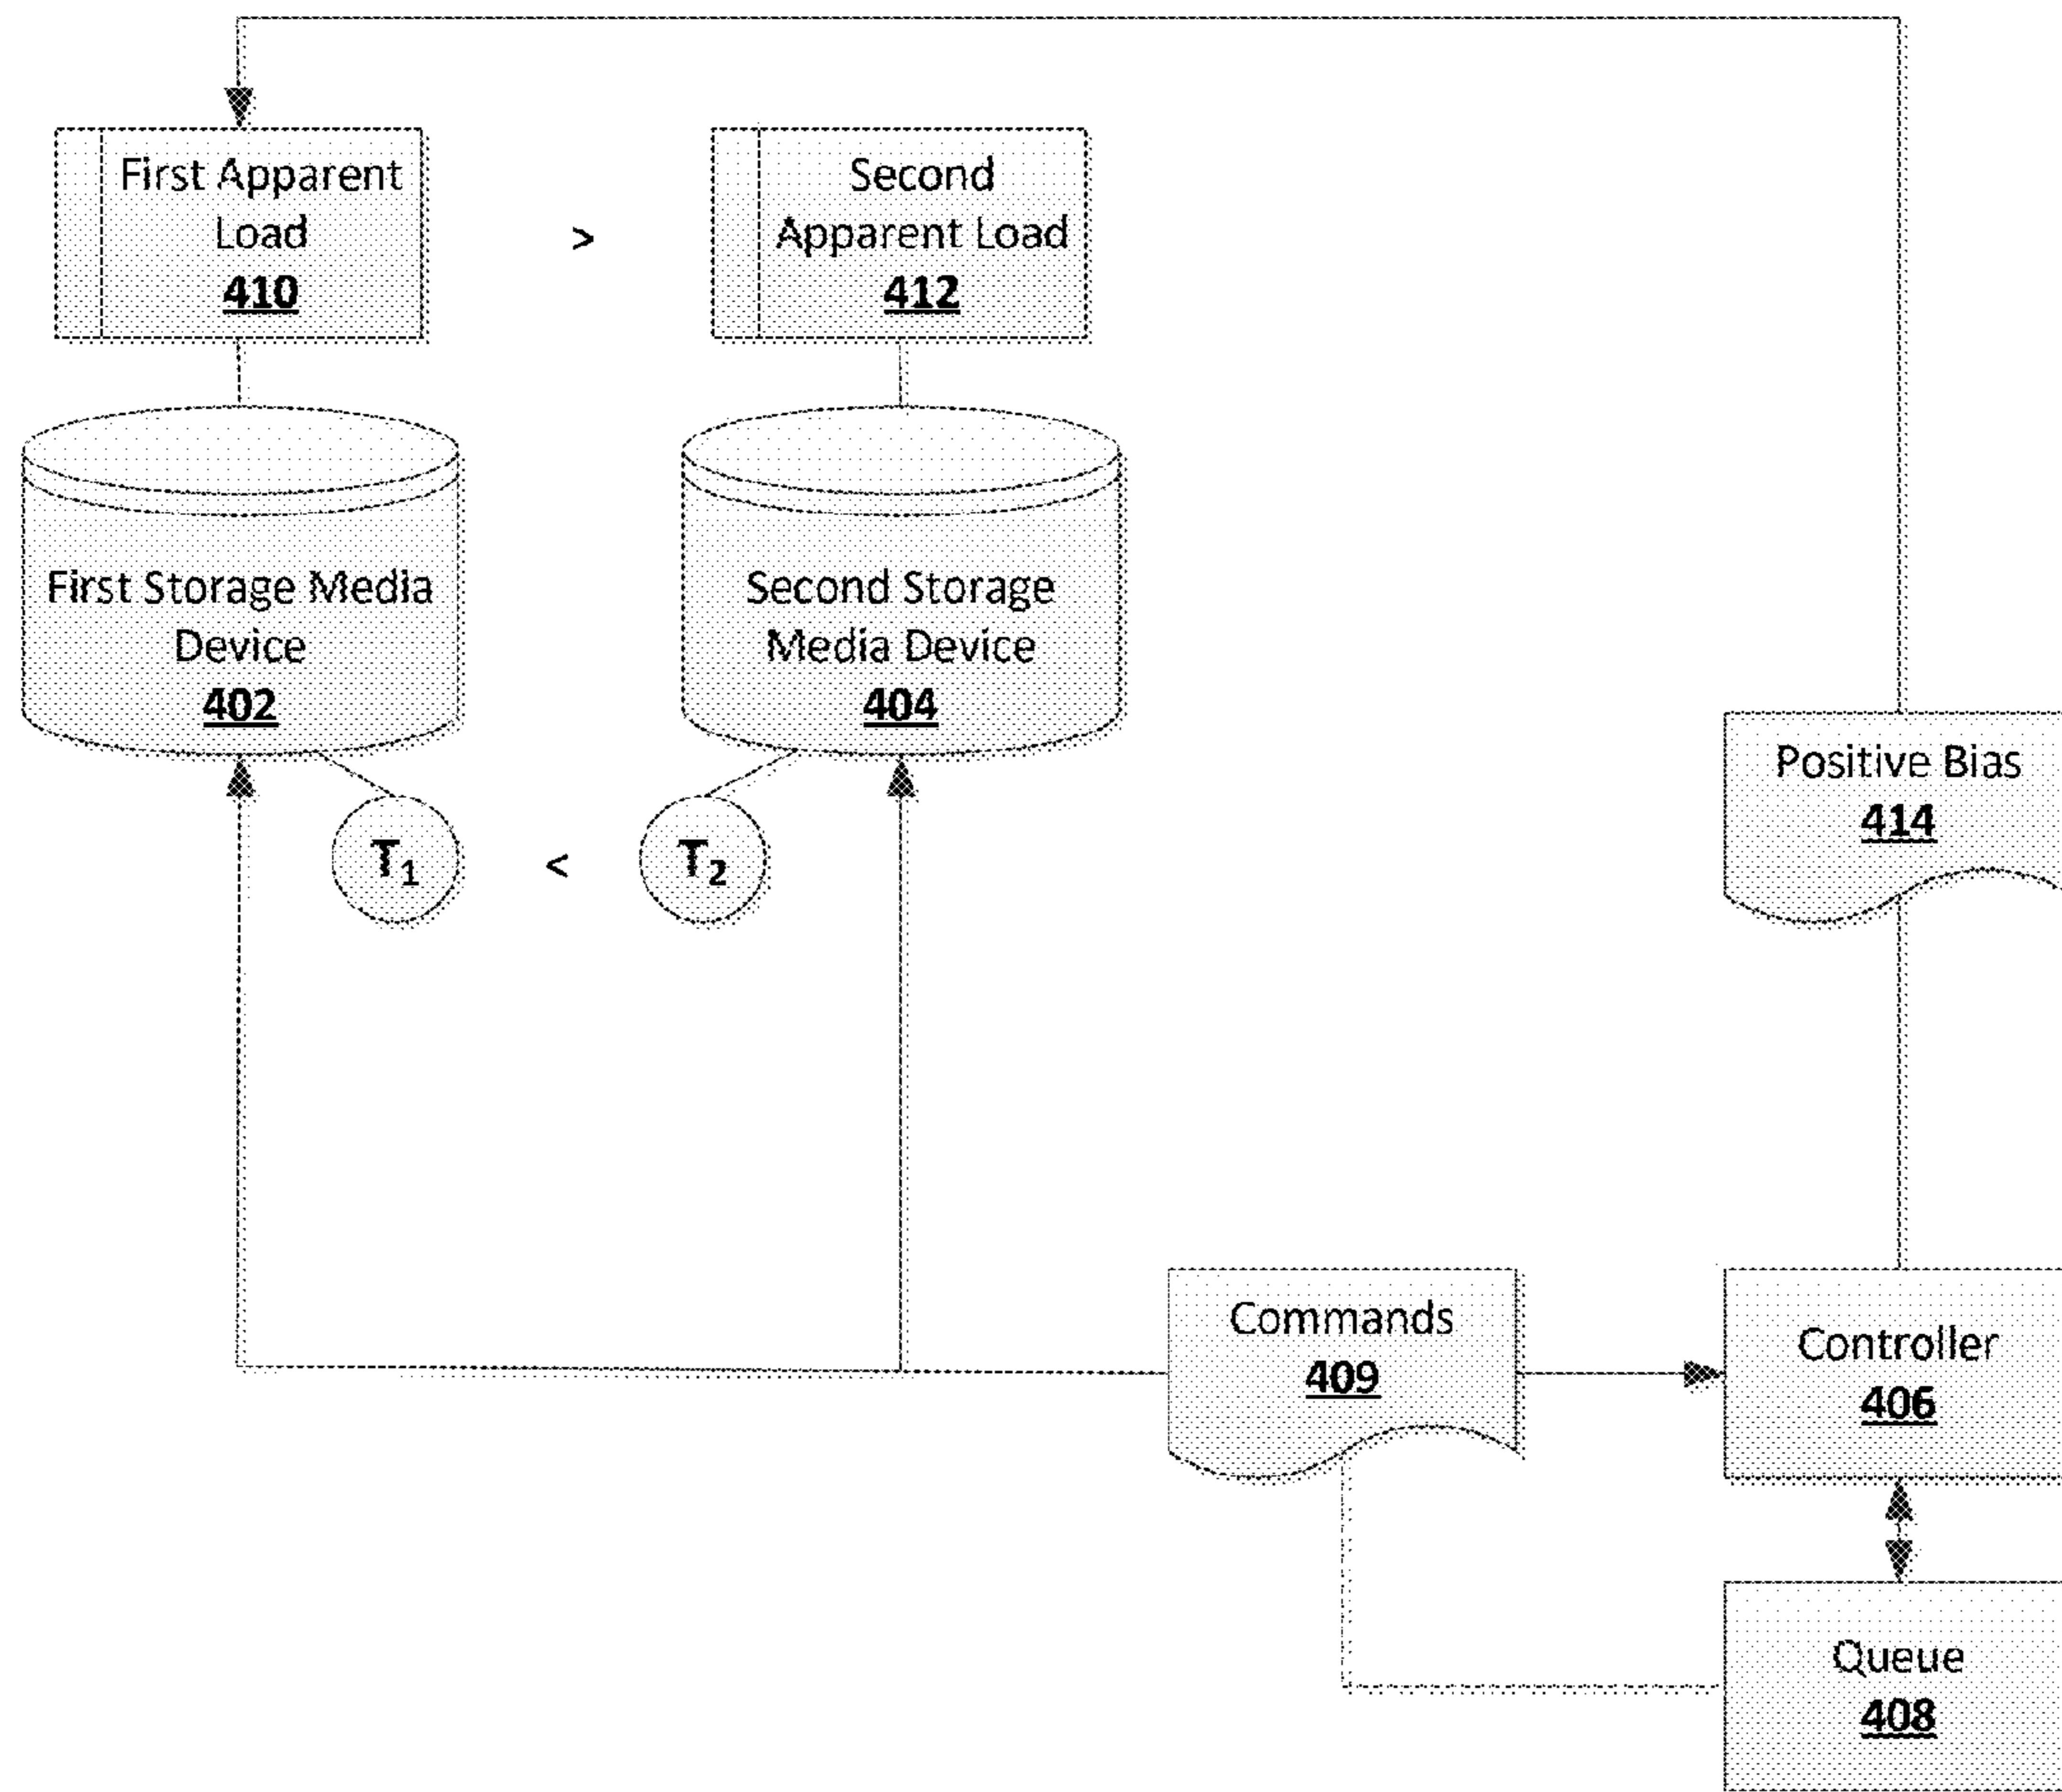 First Apparent
Load
410
>
Second
Apparent Load
412
First Storage Media
Device
402
Second Storage
Media Device
404
Positive Bias
414
T₁
<
T₂
Commands
409
Controller
406
Queue
408